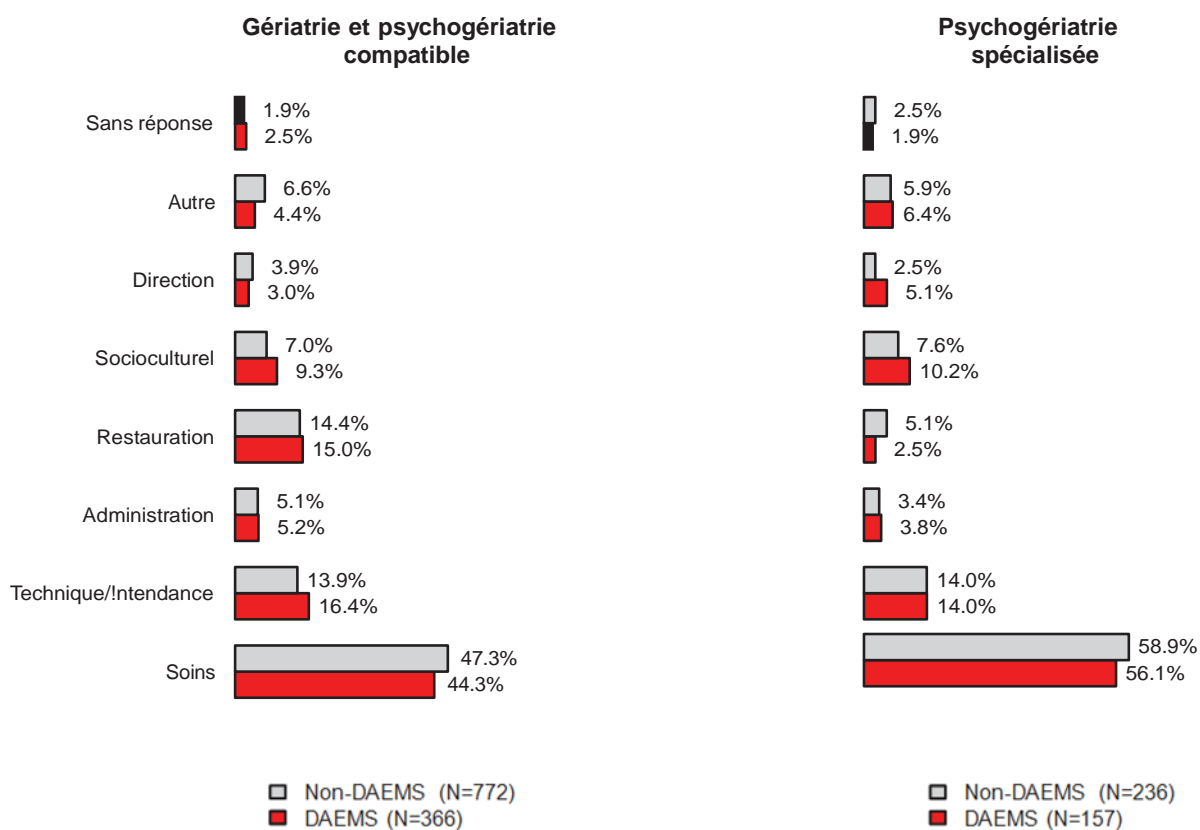 Gériatrie et psychogériatrie
compatible
Sans réponse
1.9%
2.5%
Autre
6.6%
4.4%
Direction
3.9%
3.0%
Socioculturel
7.0%
9.3%
Restauration
14.4%
15.0%
Administration
5.1%
5.2%
Technique/!ntendance
13.9%
16.4%
Soins
47.3%
44.3%
Non-DAEMS (N=772)
DAEMS (N=366)
Psychogériatrie
spécialisée
2.5%
1.9%
5.9%
6.4%
2.5%
5.1%
7.6%
10.2%
5.1%
2.5%
3.4%
3.8%
14.0%
14.0%
58.9%
56.1%
Non-DAEMS (N=236)
DAEMS (N=157)